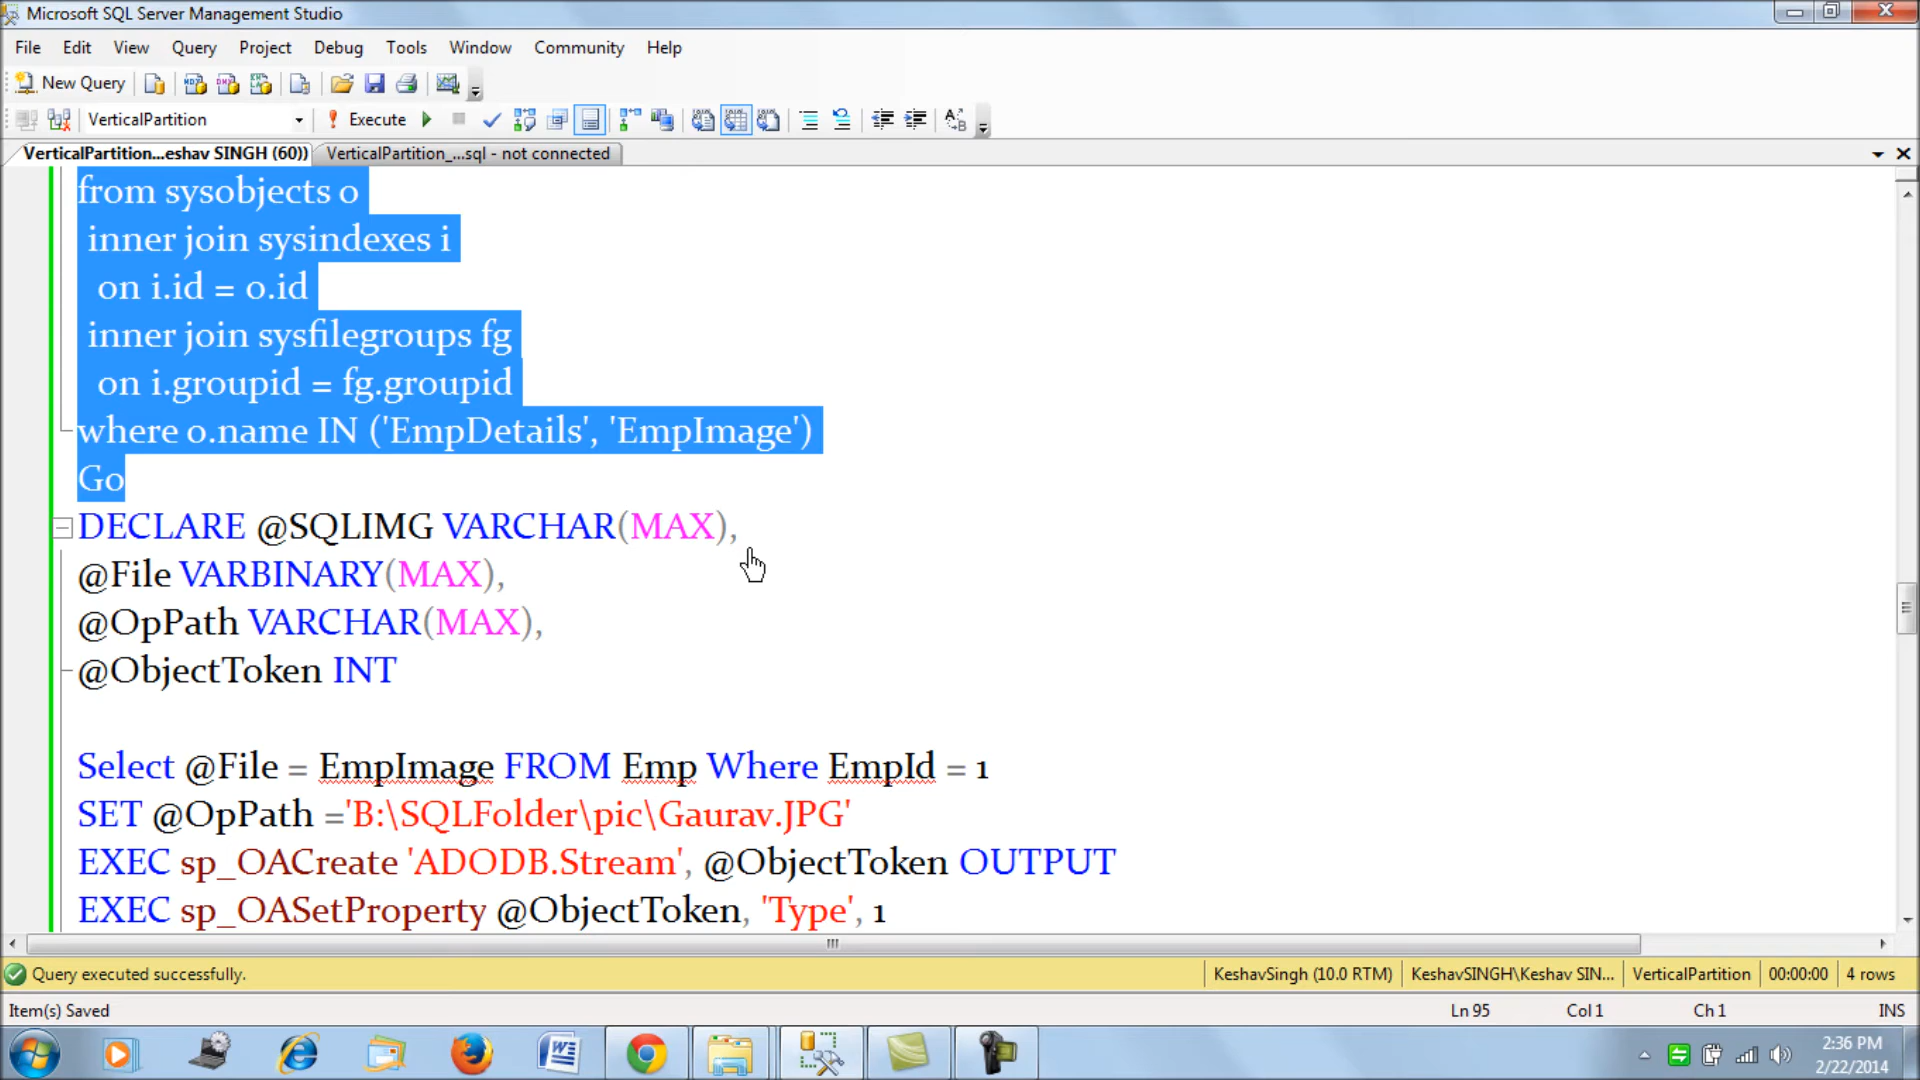 Microsoft SQL Server Management Studio
File Edit View Query Project Debug Tools Window Community Help
New Query
VerticalPartition Execute
VerticalPartition...eshav SINGH (60)) VerticalPartition_...sql - not connected
from sysobjects o
inner join sysindexes i
on i.id = o.id
inner join sysfilegroups fg
on i.groupid = fg.groupid
where o.name IN ('EmpDetails', 'EmpImage')
Go
DECLARE @SQLIMG VARCHAR(MAX),
@File VARBINARY(MAX),
@OpPath VARCHAR(MAX),
@ObjectToken INT
Select @File = EmpImage FROM Emp Where EmpId = 1
SET @OpPath ='B:\SQLFolder\pic\Gaurav.JPG'
EXEC sp_OACreate 'ADODB.Stream', @ObjectToken OUTPUT
EXEC sp_OASetProperty @ObjectToken, 'Type', 1
Query executed successfully. KeshavSingh (10.0 RTM) KeshavSINGH\Keshav SIN... VerticalPartition 00:00:00 4 rows
Item(s) Saved Ln 95 Col 1 Ch 1 INS
2:36 PM
2/22/2014